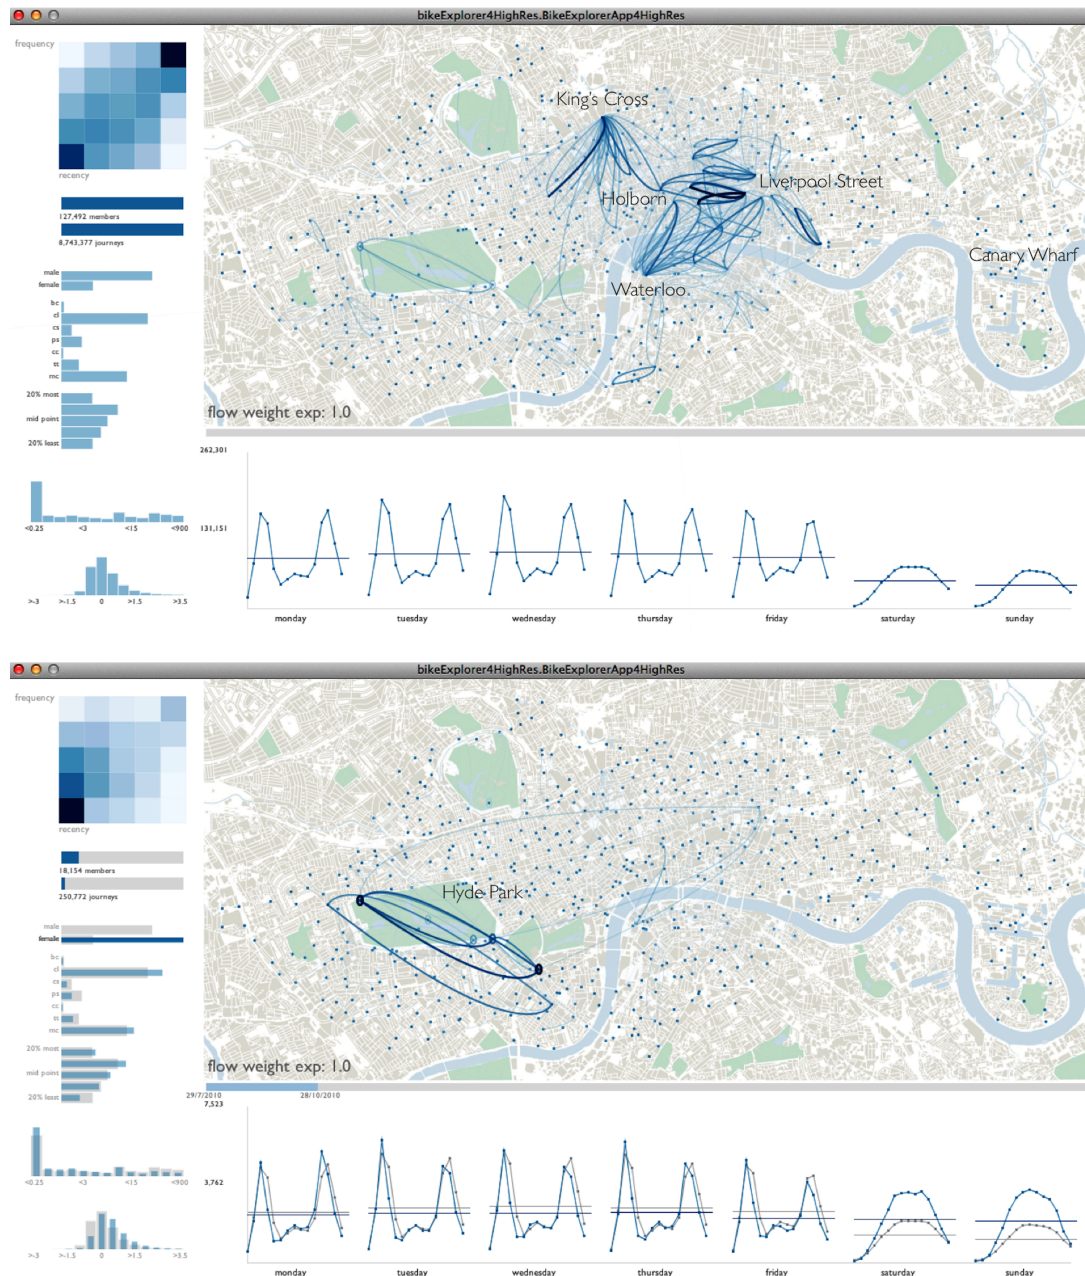 bikeExplorer4HighRes.BikeExplorerApp4HighRes
frequency
recency
127,492 members
8,743,377 journeys
male
female
bc
cl
cs
ps
cc
tt
mc
20% most
mid point
20% least
<0.25 <3 <15 <900
>-3 >-1.5 0 >1.5 >3.5
King's Cross
Liverpool Street
Holborn
Canary Wharf
Waterloo
flow weight exp: 1.0
262,301
131,151
monday tuesday wednesday thursday friday saturday sunday
bikeExplorer4HighRes.BikeExplorerApp4HighRes
frequency
recency
18,154 members
250,772 journeys
male
female
bc
cl
cs
ps
cc
tt
mc
20% most
mid point
20% least
<0.25 <3 <15 <900
>-3 >-1.5 0 >1.5 >3.5
Hyde Park
flow weight exp: 1.0
29/7/2010 28/10/2010
7,523
3,762
monday tuesday wednesday thursday friday saturday sunday